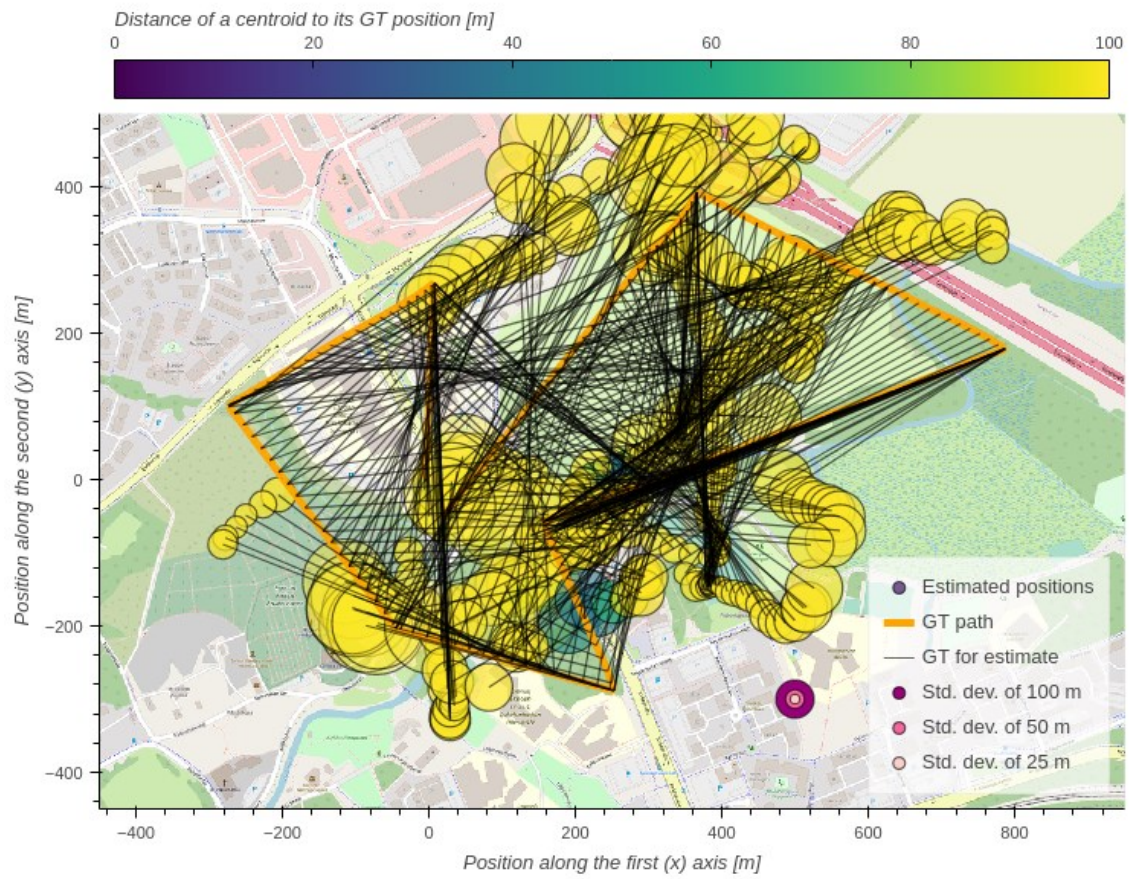 Distance of a centroid to its GT position [m]
0 20 40 60 80 100
Position along the second (y) axis [m]
400
200
0
−200
−400
Estimated positions
GT path
GT for estimate
Std. dev. of 100 m
Std. dev. of 50 m
Std. dev. of 25 m
−400 −200 0 200 400 600 800
Position along the first (x) axis [m]